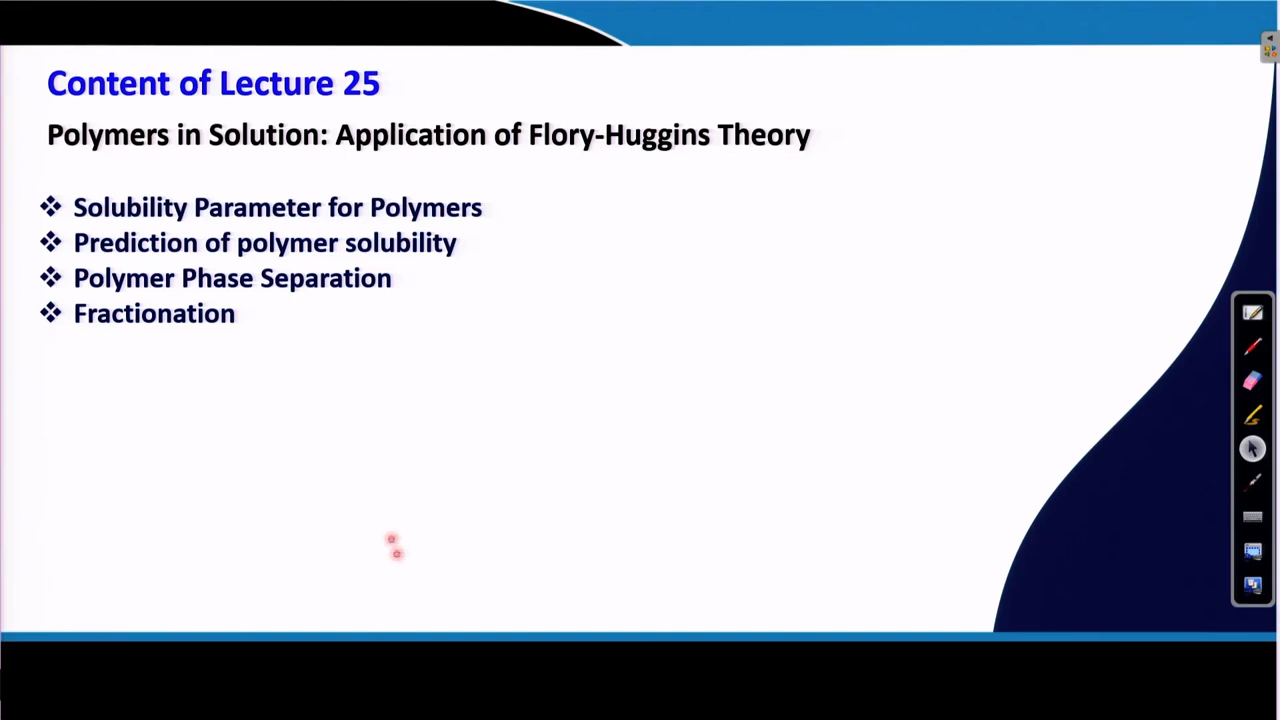 Content of Lecture 25
Polymers in Solution: Application of Flory-Huggins Theory
❖ Solubility Parameter for Polymers
❖ Prediction of polymer solubility
❖ Polymer Phase Separation
❖ Fractionation